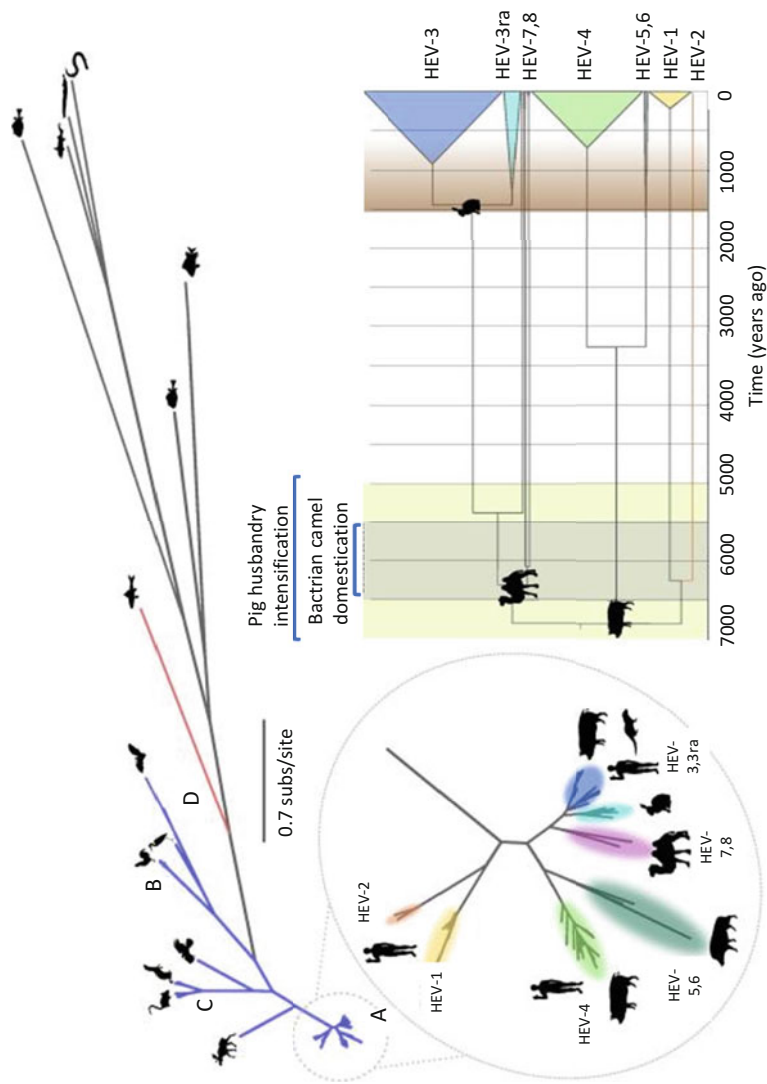 A
B
C
D
0.7 subs/site
HEV-2
HEV-1
HEV-4
HEV-
5,6
HEV-
7,8
HEV-
3,3ra
Pig husbandry
intensification
Bactrian camel
domestication
HEV-3
HEV-3ra
HEV-7,8
HEV-4
HEV-5,6
HEV-1
HEV-2
7000
6000
5000
4000
3000
2000
1000
0
Time (years ago)